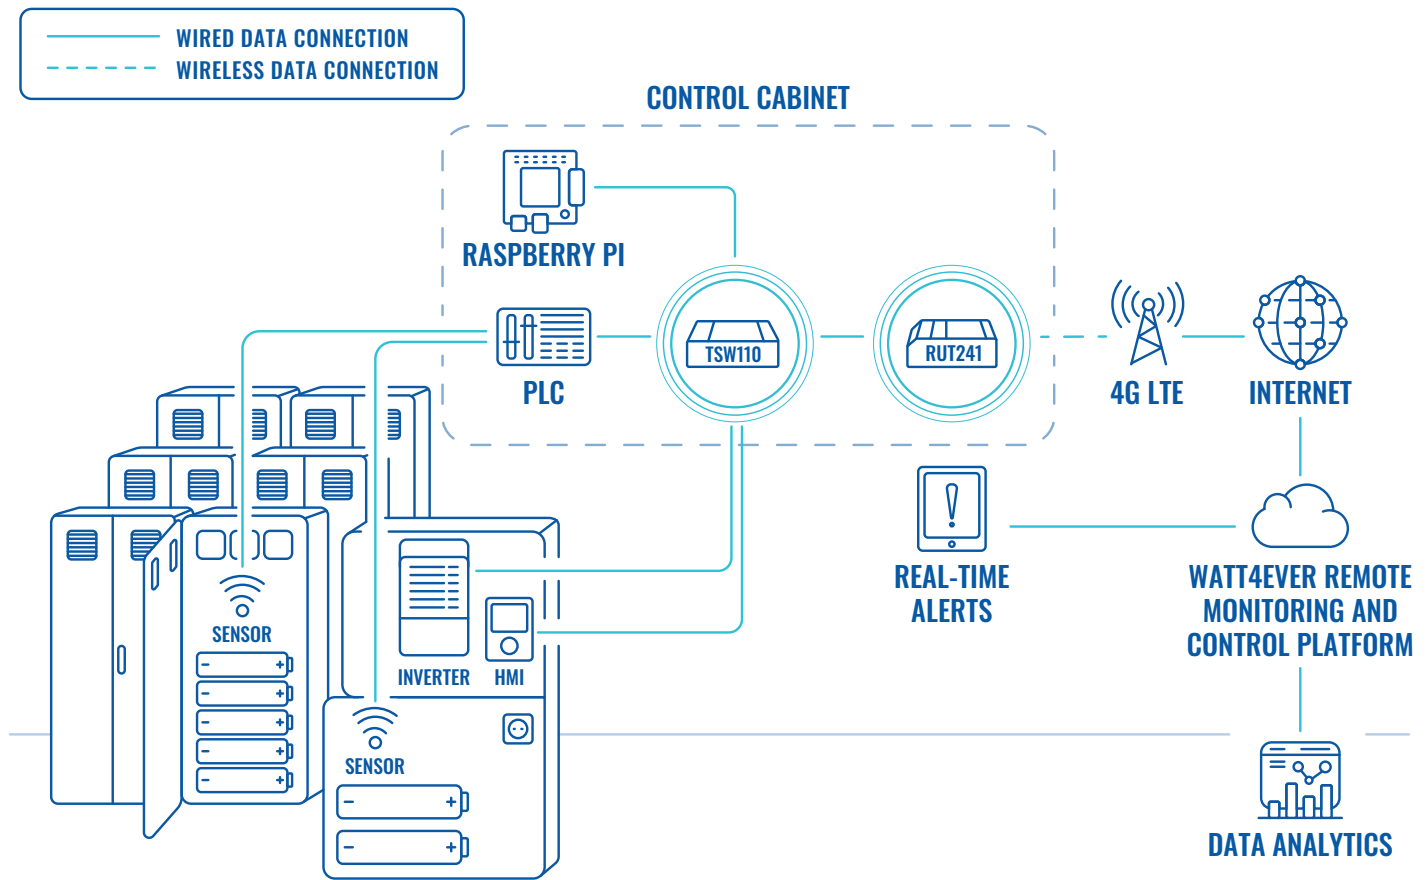 WIRED DATA CONNECTION
WIRELESS DATA CONNECTION
CONTROL CABINET
RASPBERRY PI
PLC
TSW110
RUT241
4G LTE
INTERNET
REAL-TIME
ALERTS
WATT4EVER REMOTE
MONITORING AND
CONTROL PLATFORM
SENSOR
INVERTER
HMI
SENSOR
DATA ANALYTICS